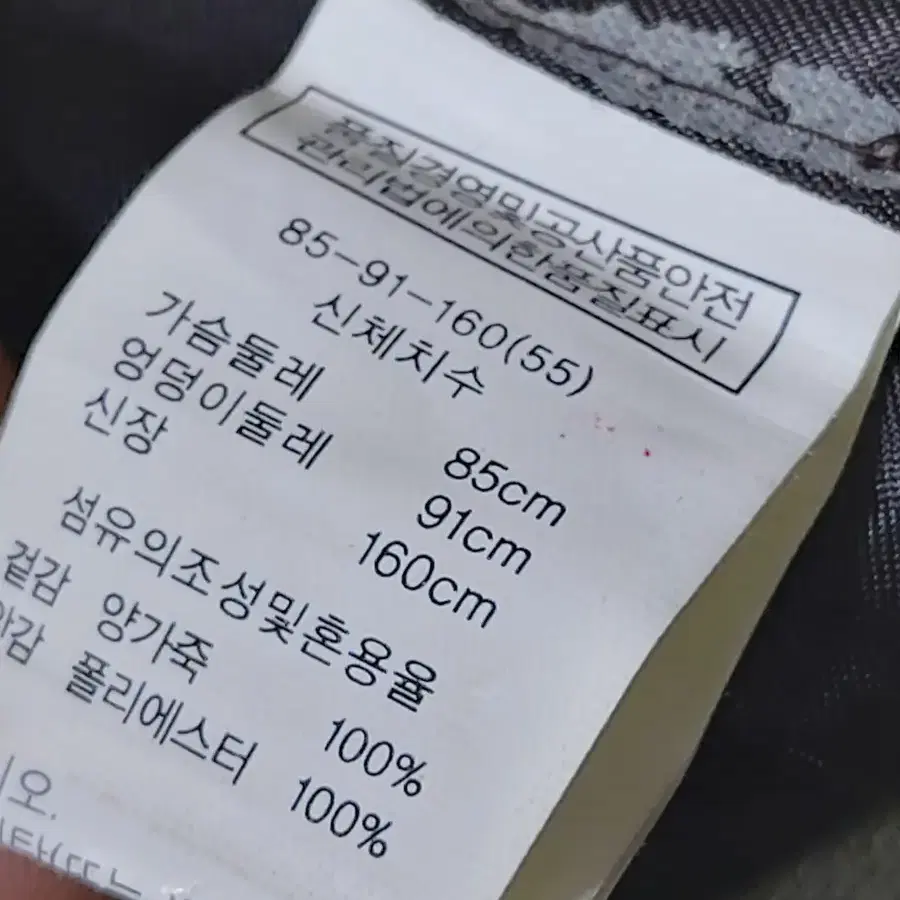 품질경영및공산품안전
관리법에의한품질표시
85-91-160(55)
신체치수
가슴둘레 85cm
엉덩이둘레 91cm
신장 160cm
섬유의조성및혼용율
겉감 양가죽 100%
안감 폴리에스터 100%
오.